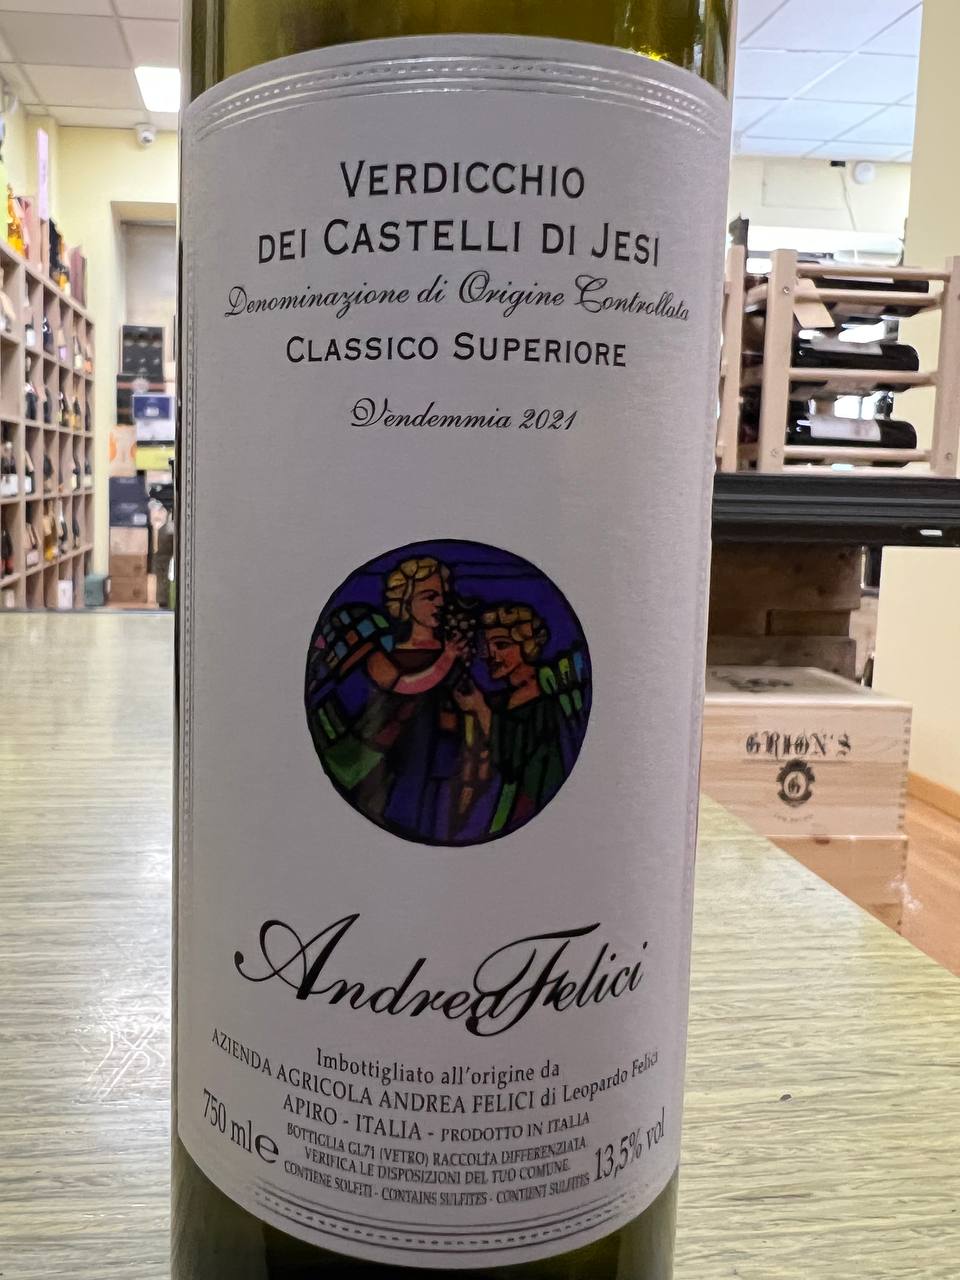 VERDICCHIO
DEI CASTELLI DI JESI
Denominazione di Origine Controllata
CLASSICO SUPERIORE
Vendemmia 2021
Andrea Felici
Imbottigliato all'origine da
AZIENDA AGRICOLA ANDREA FELICI di Leopardo Felici
APIRO - ITALIA - PRODOTTO IN ITALIA
BOTTIGLIA GL71 (VETRO) RACCOLTA DIFFERENZIATA
VERIFICA LE DISPOSIZIONI DEL TUO COMUNE.
CONTIENE SOLFITI - CONTAINS SULFITES - CONTIENT SULFITES
750 ml e
13,5% vol
GRION'S